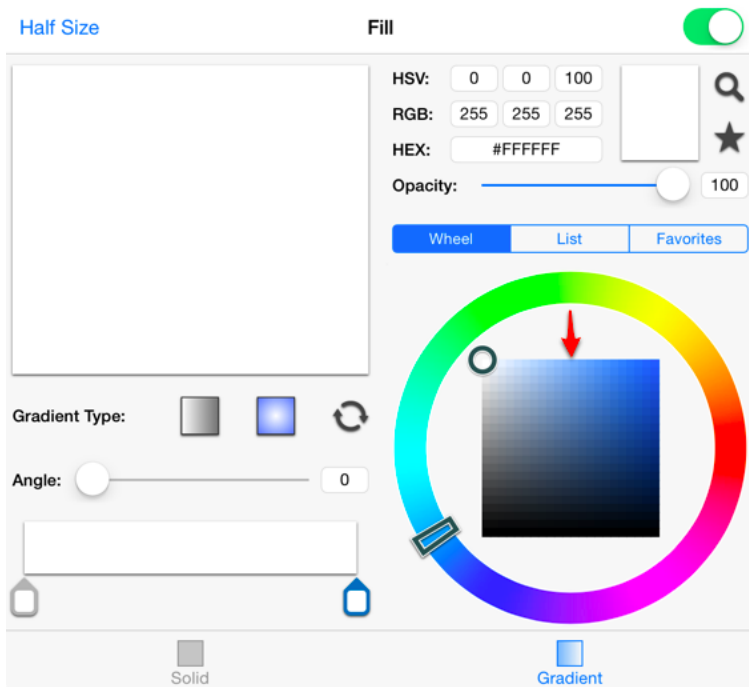 Half Size
Fill
HSV: 0 0 100
RGB: 255 255 255
HEX: #FFFFFF
Opacity: 100
Wheel List Favorites
Gradient Type:
Angle: 0
Solid
Gradient